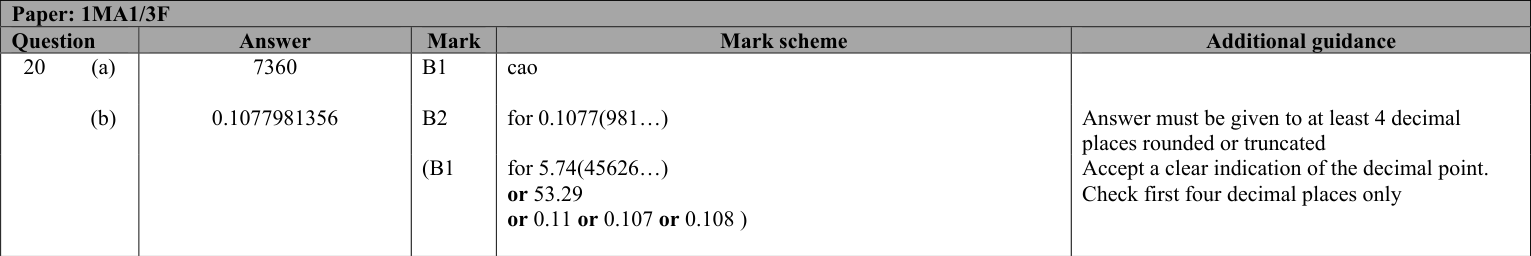 Paper: 1MA1/3F
Question Answer Mark Mark scheme Additional guidance
20 (a) 7360 B1 cao
(b) 0.1077981356 B2 for 0.1077(981…) Answer must be given to at least 4 decimal
places rounded or truncated
(B1 for 5.74(45626…) Accept a clear indication of the decimal point.
or 53.29 Check first four decimal places only
or 0.11 or 0.107 or 0.108 )